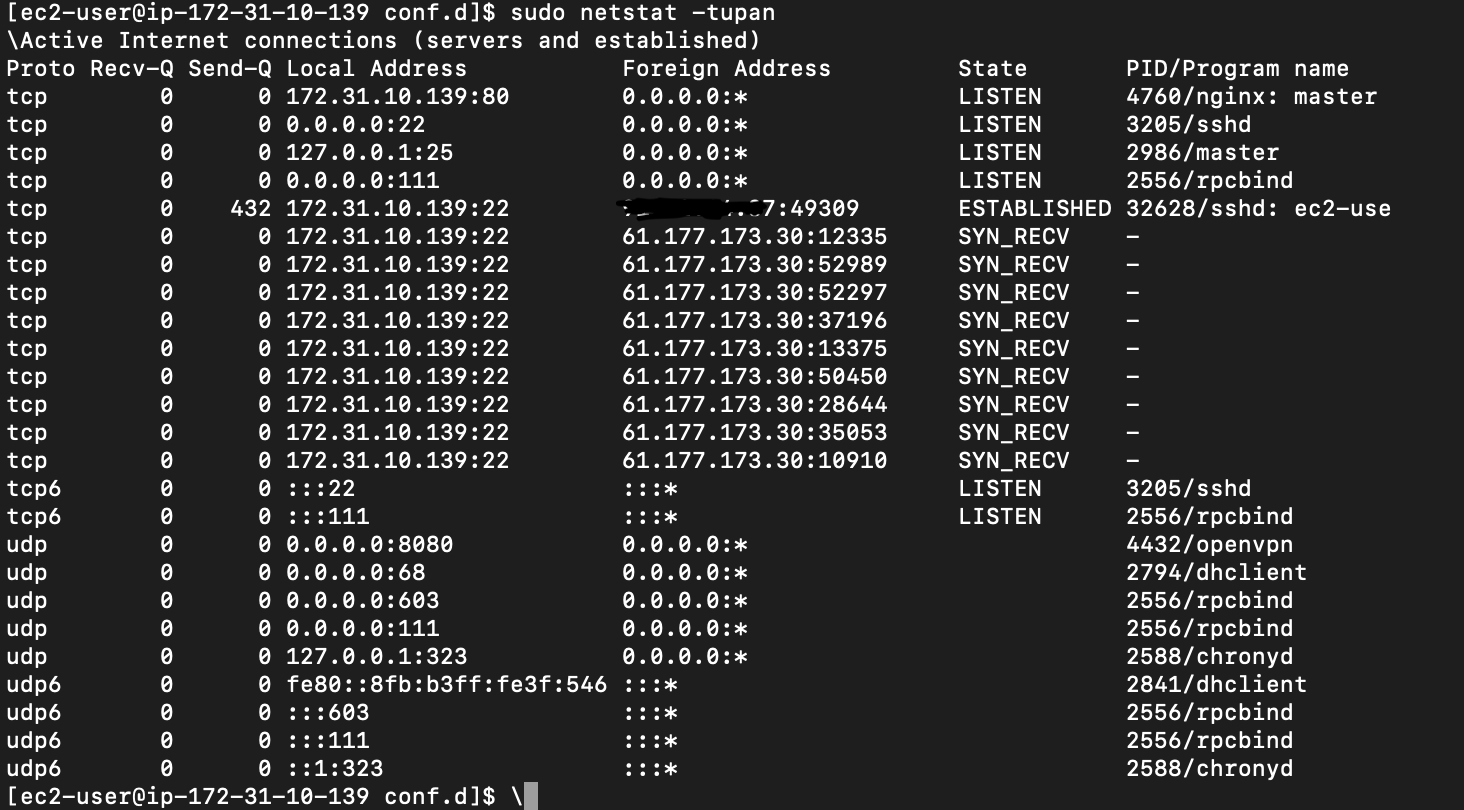 [ec2-user@ip-172-31-10-139 conf.d]$ sudo netstat -tupan
\Active Internet connections (servers and established)
Proto Recv-Q Send-Q Local Address           Foreign Address         State       PID/Program name
tcp        0      0 172.31.10.139:80        0.0.0.0:*               LISTEN      4760/nginx: master
tcp        0      0 0.0.0.0:22              0.0.0.0:*               LISTEN      3205/sshd
tcp        0      0 127.0.0.1:25            0.0.0.0:*               LISTEN      2986/master
tcp        0      0 0.0.0.0:111             0.0.0.0:*               LISTEN      2556/rpcbind
tcp        0    432 172.31.10.139:22        :49309        ESTABLISHED 32628/sshd: ec2-use
tcp        0      0 172.31.10.139:22        61.177.173.30:12335     SYN_RECV    -
tcp        0      0 172.31.10.139:22        61.177.173.30:52989     SYN_RECV    -
tcp        0      0 172.31.10.139:22        61.177.173.30:52297     SYN_RECV    -
tcp        0      0 172.31.10.139:22        61.177.173.30:37196     SYN_RECV    -
tcp        0      0 172.31.10.139:22        61.177.173.30:13375     SYN_RECV    -
tcp        0      0 172.31.10.139:22        61.177.173.30:50450     SYN_RECV    -
tcp        0      0 172.31.10.139:22        61.177.173.30:28644     SYN_RECV    -
tcp        0      0 172.31.10.139:22        61.177.173.30:35053     SYN_RECV    -
tcp        0      0 172.31.10.139:22        61.177.173.30:10910     SYN_RECV    -
tcp6       0      0 :::22                   :::*                    LISTEN      3205/sshd
tcp6       0      0 :::111                  :::*                    LISTEN      2556/rpcbind
udp        0      0 0.0.0.0:8080            0.0.0.0:*                           4432/openvpn
udp        0      0 0.0.0.0:68              0.0.0.0:*                           2794/dhclient
udp        0      0 0.0.0.0:603             0.0.0.0:*                           2556/rpcbind
udp        0      0 0.0.0.0:111             0.0.0.0:*                           2556/rpcbind
udp        0      0 127.0.0.1:323           0.0.0.0:*                           2588/chronyd
udp6       0      0 fe80::8fb:b3ff:fe3f:546 :::*                                2841/dhclient
udp6       0      0 :::603                  :::*                                2556/rpcbind
udp6       0      0 :::111                  :::*                                2556/rpcbind
udp6       0      0 ::1:323                 :::*                                2588/chronyd
[ec2-user@ip-172-31-10-139 conf.d]$ \